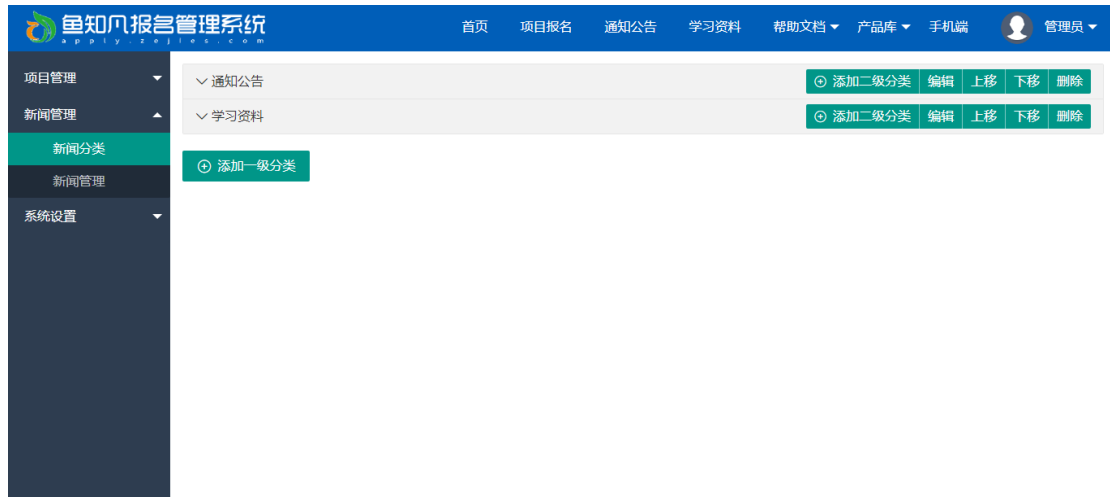 鱼知凡报名管理系统
apply.zejies.com
首页 项目报名 通知公告 学习资料 帮助文档 产品库 手机端 管理员
项目管理
新闻管理
新闻分类
新闻管理
系统设置
通知公告 添加二级分类 编辑 上移 下移 删除
学习资料 添加二级分类 编辑 上移 下移 删除
添加一级分类